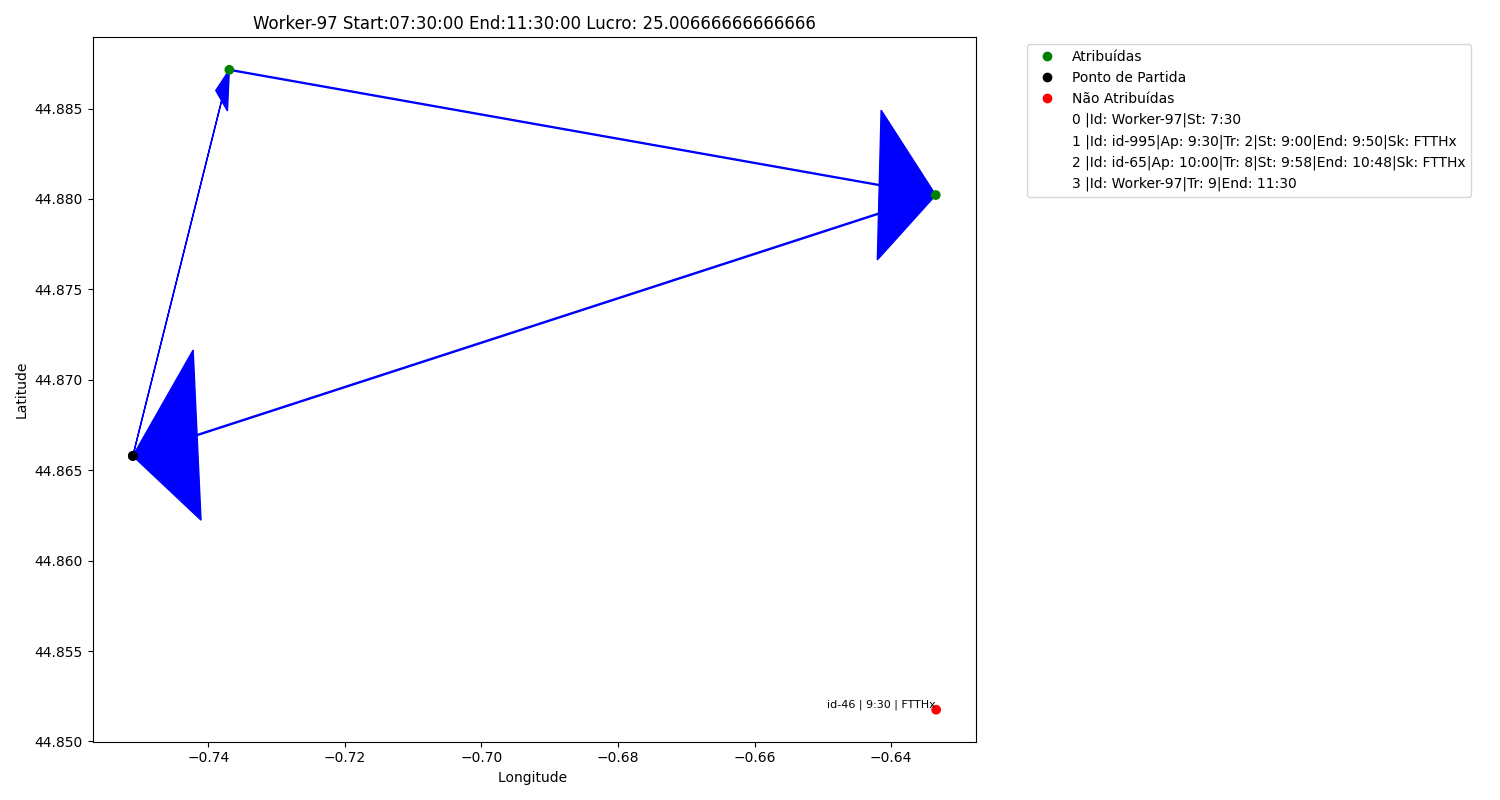 Worker-97 Start:07:30:00 End:11:30:00 Lucro: 25.00666666666666
Atribuídas
Ponto de Partida
Não Atribuídas
0 |Id: Worker-97|St: 7:30
1 |Id: id-995|Ap: 9:30|Tr: 2|St: 9:00|End: 9:50|Sk: FTTHx
2 |Id: id-65|Ap: 10:00|Tr: 8|St: 9:58|End: 10:48|Sk: FTTHx
3 |Id: Worker-97|Tr: 9|End: 11:30
44.885
44.880
44.875
44.870
44.865
44.860
44.855
44.850
Latitude
id-46 | 9:30 | FTTHx
−0.74 −0.72 −0.70 −0.68 −0.66 −0.64
Longitude